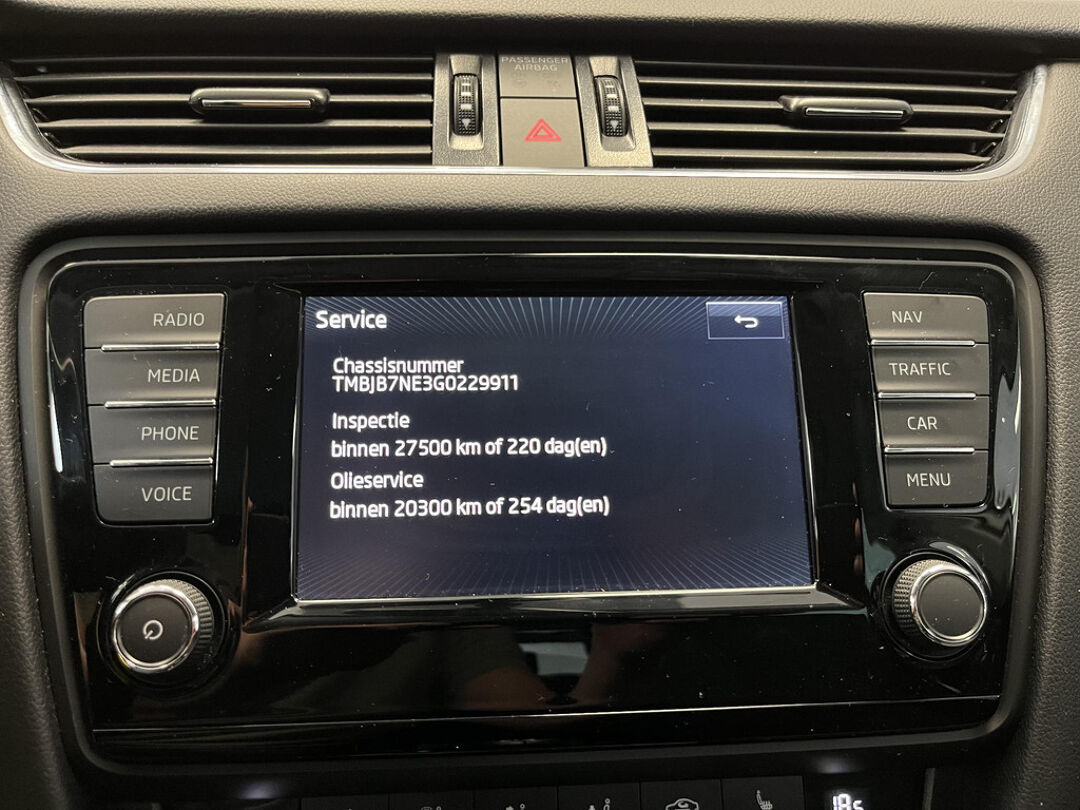 PASSENGER
AIRBAG
RADIO
MEDIA
PHONE
VOICE
NAV
TRAFFIC
CAR
MENU
Service
Chassisnummer
TMBJB7NE3G0229911
Inspectie
binnen 27500 km of 220 dag(en)
Olieservice
binnen 20300 km of 254 dag(en)